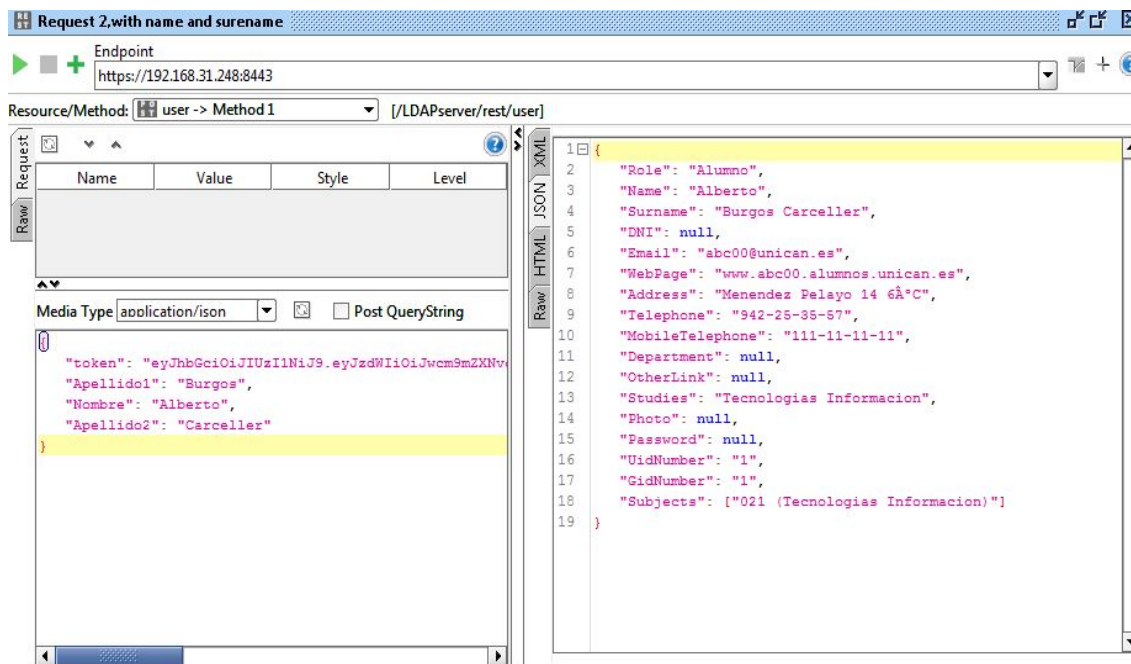 Request 2,with name and surename
Endpoint
https://192.168.31.248:8443
Resource/Method: user -> Method 1 [/LDAPserver/rest/user]
Request
Raw
Name Value Style Level
Media Type application/json Post QueryString
{
"token": "eyJhbGciOiJIUzI1NiJ9.eyJzdWIiOiJwcm9mZXNv
"Apellido1": "Burgos",
"Nombre": "Alberto",
"Apellido2": "Carceller"
}
XML
JSON
HTML
Raw
1 {
2 "Role": "Alumno",
3 "Name": "Alberto",
4 "Surname": "Burgos Carceller",
5 "DNI": null,
6 "Email": "abc00@unican.es",
7 "WebPage": "www.abc00.alumnos.unican.es",
8 "Address": "Menendez Pelayo 14 6Â°C",
9 "Telephone": "942-25-35-57",
10 "MobileTelephone": "111-11-11-11",
11 "Department": null,
12 "OtherLink": null,
13 "Studies": "Tecnologias Informacion",
14 "Photo": null,
15 "Password": null,
16 "UidNumber": "1",
17 "GidNumber": "1",
18 "Subjects": ["021 (Tecnologias Informacion)"]
19 }